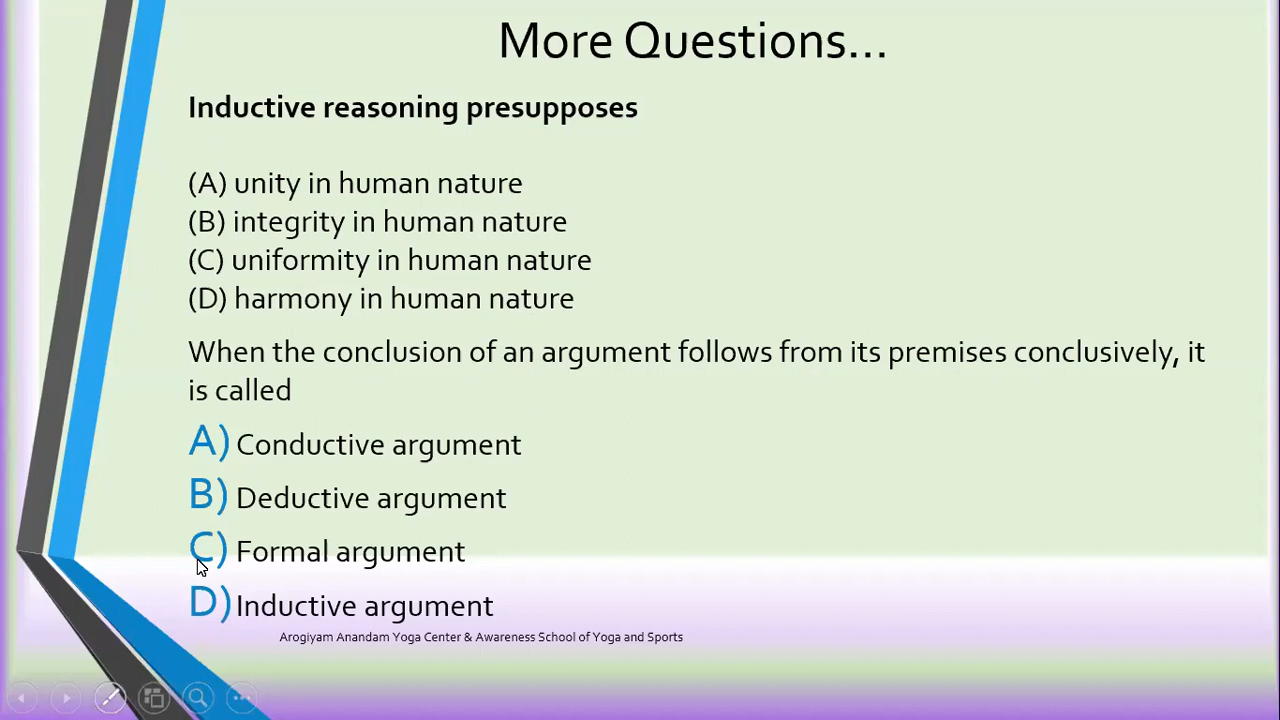 More Questions...
Inductive reasoning presupposes
(A) unity in human nature
(B) integrity in human nature
(C) uniformity in human nature
(D) harmony in human nature
When the conclusion of an argument follows from its premises conclusively, it
is called
A) Conductive argument
B) Deductive argument
C) Formal argument
D) Inductive argument
Arogiyam Anandam Yoga Center & Awareness School of Yoga and Sports